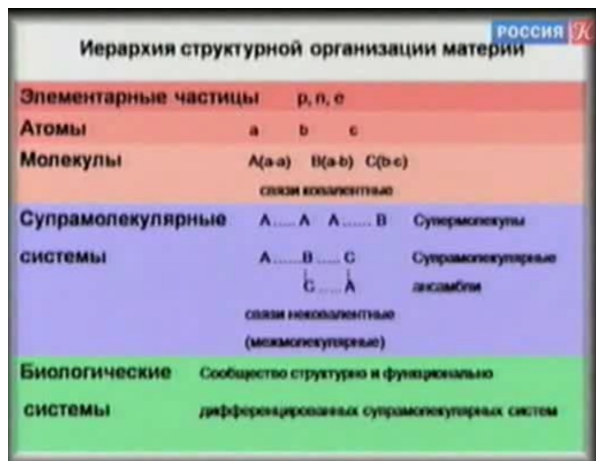 РОССИЯ К
Иерархия структурной организации материи
Элементарные частицы p, n, e
Атомы a b c
Молекулы A(a-a) B(a-b) C(b-c)
связи ковалентные
Супрамолекулярные A.....A A.....B Супермолекулы
системы A.....B.....C Супрамолекулярные
C.....A ансамбли
связи нековалентные
(межмолекулярные)
Биологические Сообщество структурно и функционально
системы дифференцированных супрамолекулярных систем